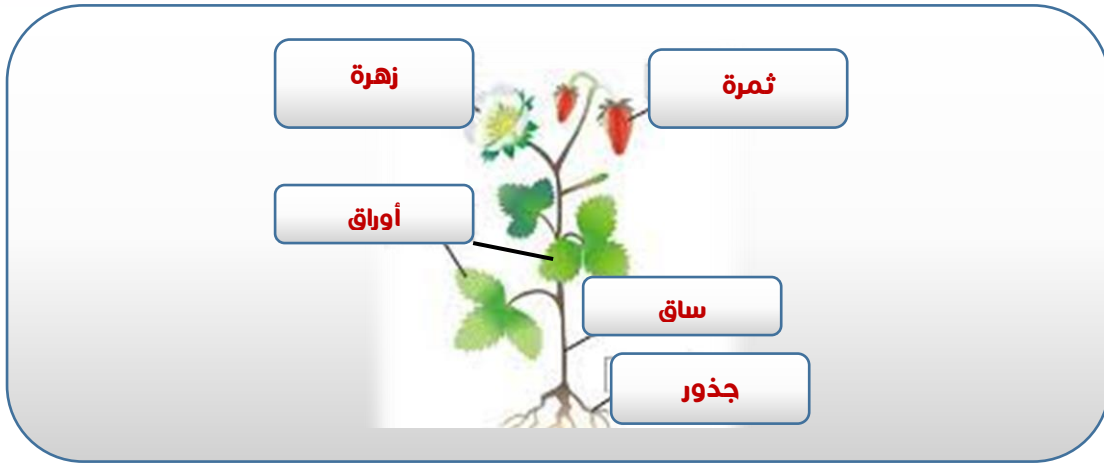 زهرة
ثمرة
أوراق
ساق
جذور